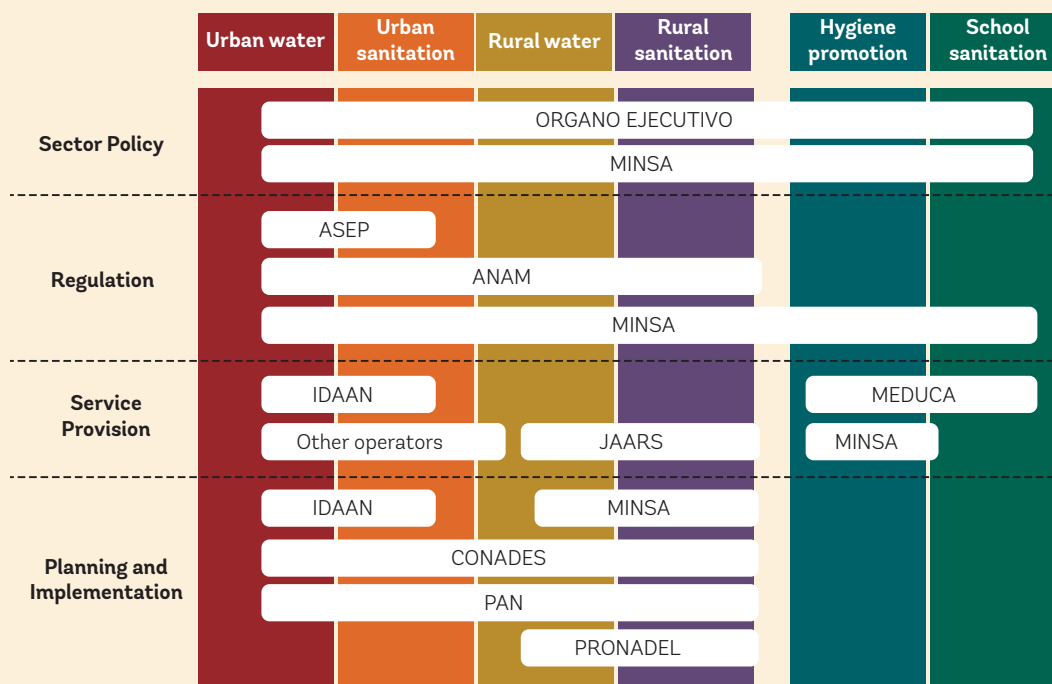 Urban water
Urban
sanitation
Rural water
Rural
sanitation
Hygiene
promotion
School
sanitation
Sector Policy
ORGANO EJECUTIVO
MINSA
Regulation
ASEP
ANAM
MINSA
Service
Provision
IDAAN
MEDUCA
Other operators
JAARS
MINSA
Planning and
Implementation
IDAAN
MINSA
CONADES
PAN
PRONADEL